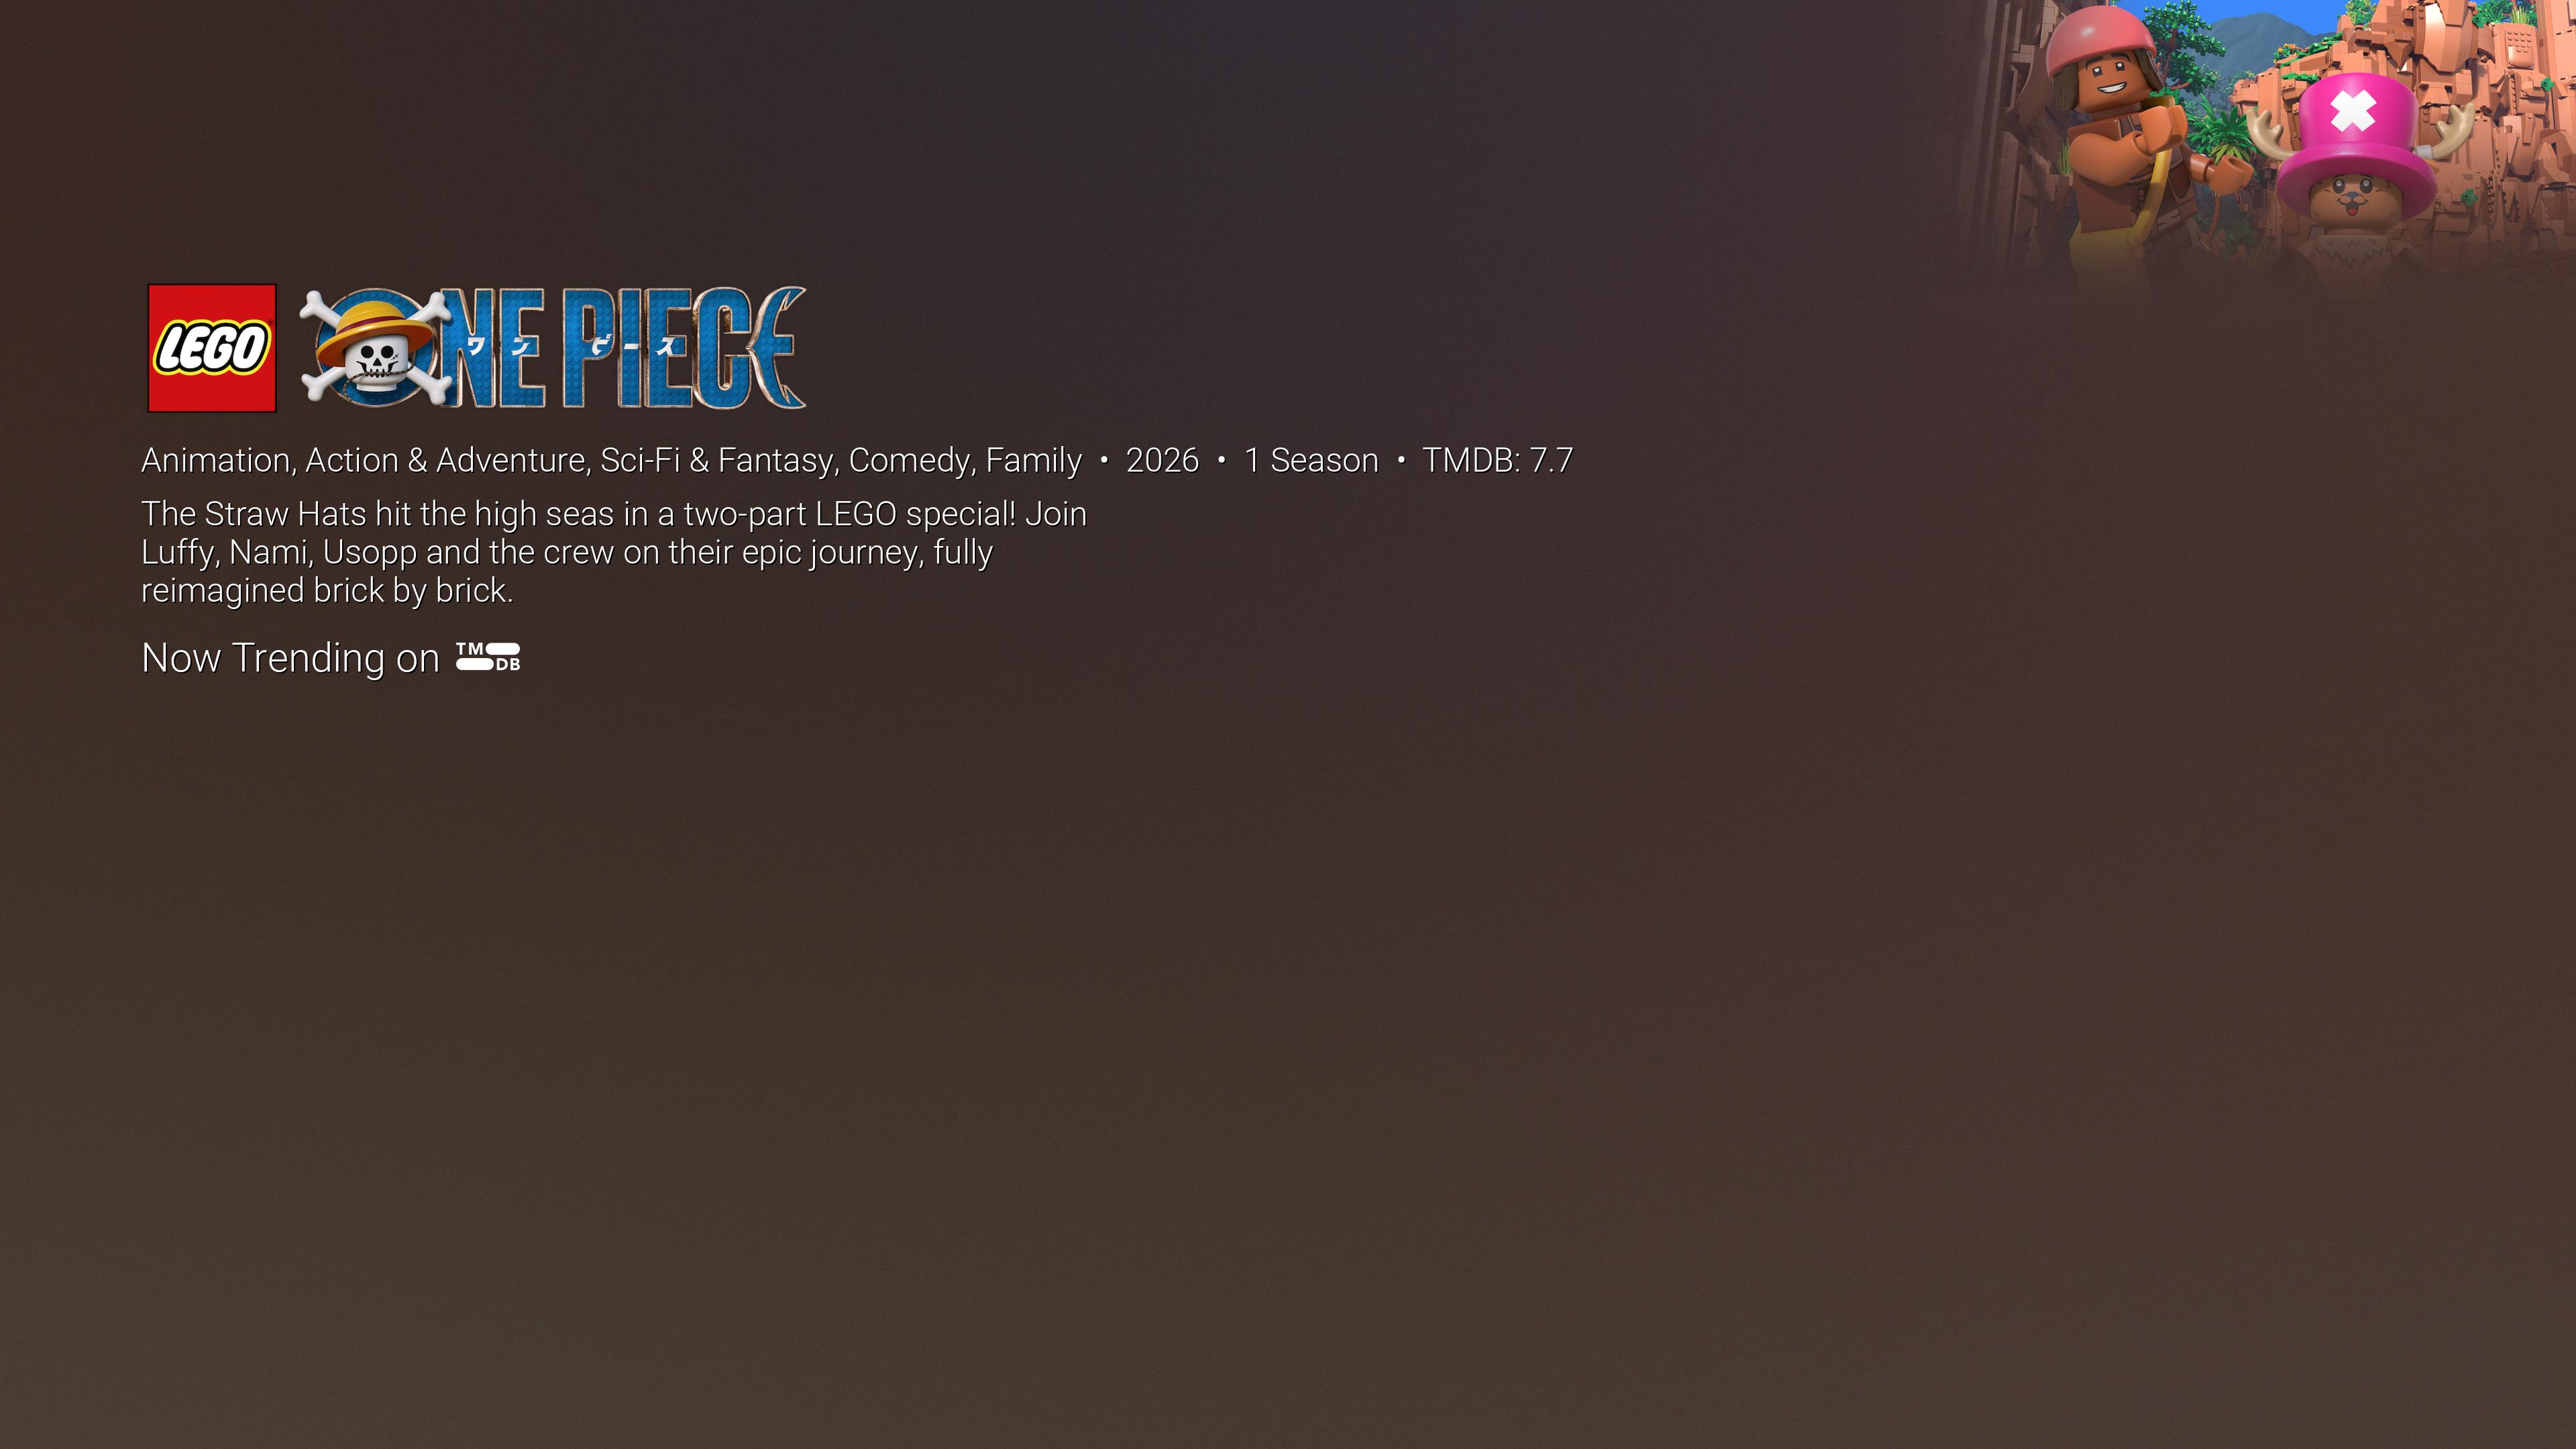 LEGO
ONE PIECE
ワンピース
Animation, Action & Adventure, Sci-Fi & Fantasy, Comedy, Family • 2026 • 1 Season • TMDB: 7.7
The Straw Hats hit the high seas in a two-part LEGO special! Join
Luffy, Nami, Usopp and the crew on their epic journey, fully
reimagined brick by brick.
Now Trending on TMDB